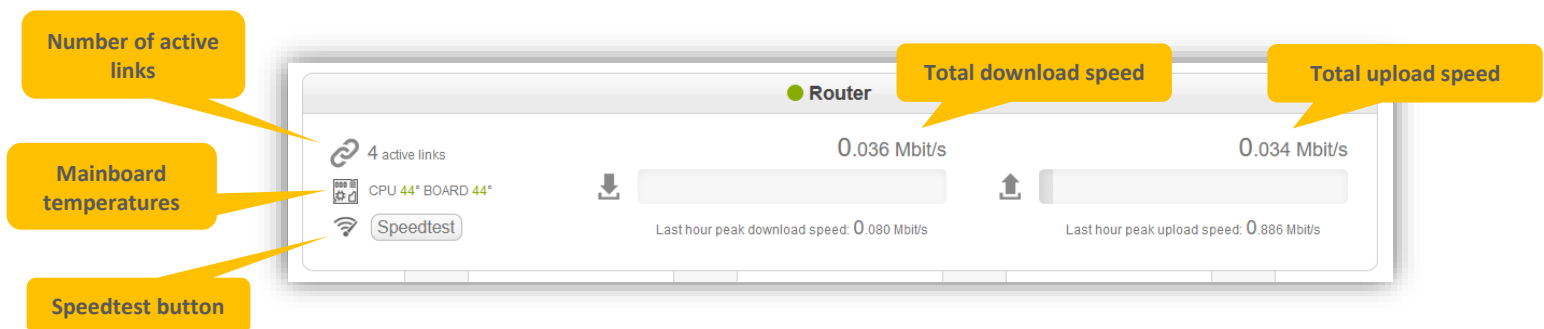 Number of active
links
Total download speed
Total upload speed
Router
4 active links
0.036 Mbit/s
0.034 Mbit/s
Mainboard
temperatures
CPU 44° BOARD 44°
Speedtest
Last hour peak download speed: 0.080 Mbit/s
Last hour peak upload speed: 0.886 Mbit/s
Speedtest button